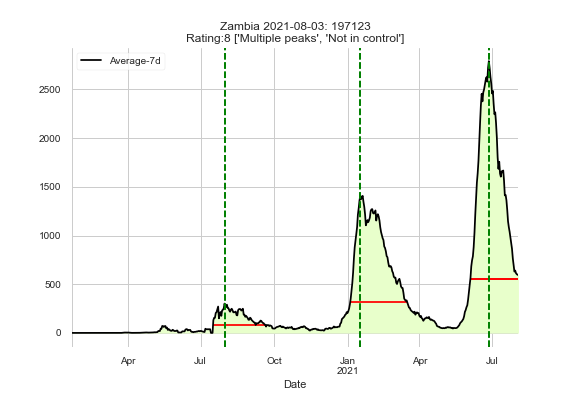 Zambia 2021-08-03: 197123
Rating:8 ['Multiple peaks', 'Not in control']
Average-7d
2500
2000
1500
1000
500
0
Apr
Jul
Oct
Jan
2021
Apr
Jul
Date